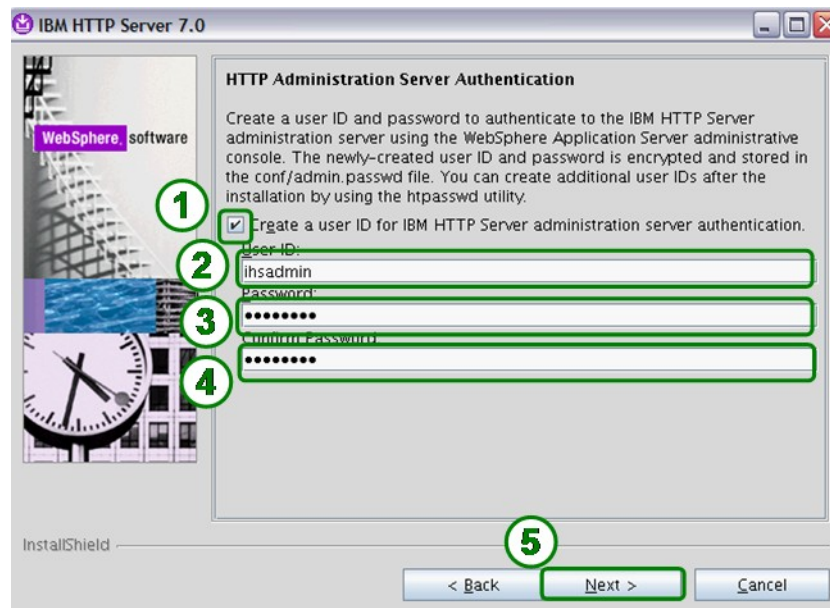 IBM HTTP Server 7.0
WebSphere. software
HTTP Administration Server Authentication
Create a user ID and password to authenticate to the IBM HTTP Server
administration server using the WebSphere Application Server administrative
console. The newly-created user ID and password is encrypted and stored in
the conf/admin.passwd file. You can create additional user IDs after the
installation by using the htpasswd utility.
1
Create a user ID for IBM HTTP Server administration server authentication.
User ID:
2
ihsadmin
Password:
3
••••••••
Confirm Password
••••••••
4
InstallShield
5
< Back
Next >
Cancel